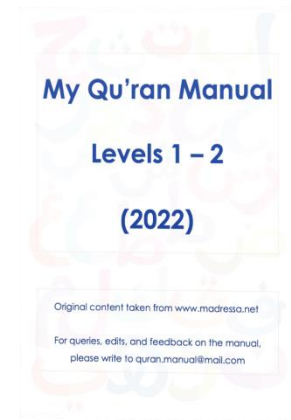 My Qu'ran Manual
Levels 1 – 2
(2022)
Original content taken from www.madressa.net
For queries, edits, and feedback on the manual,
please write to quran.manual@mail.com